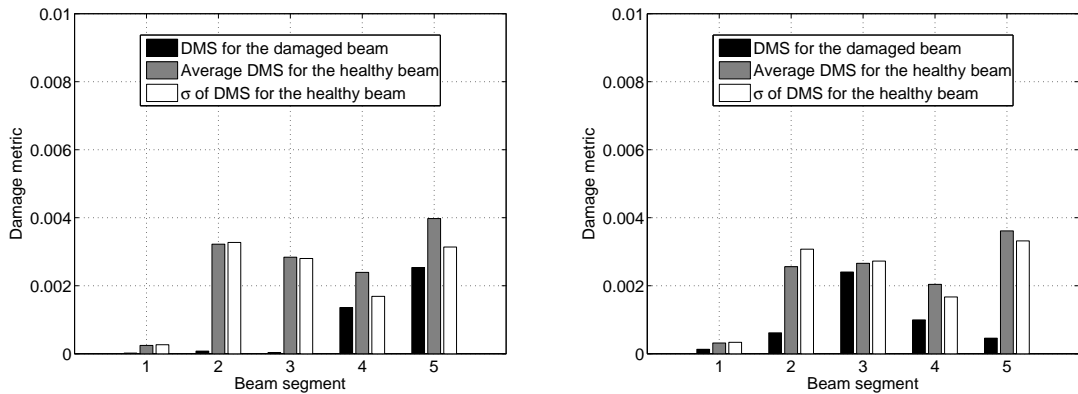 0.01
0.008
0.006
0.004
0.002
0
Damage metric
DMS for the damaged beam
Average DMS for the healthy beam
σ of DMS for the healthy beam
1 2 3 4 5
Beam segment
0.01
0.008
0.006
0.004
0.002
0
Damage metric
DMS for the damaged beam
Average DMS for the healthy beam
σ of DMS for the healthy beam
1 2 3 4 5
Beam segment